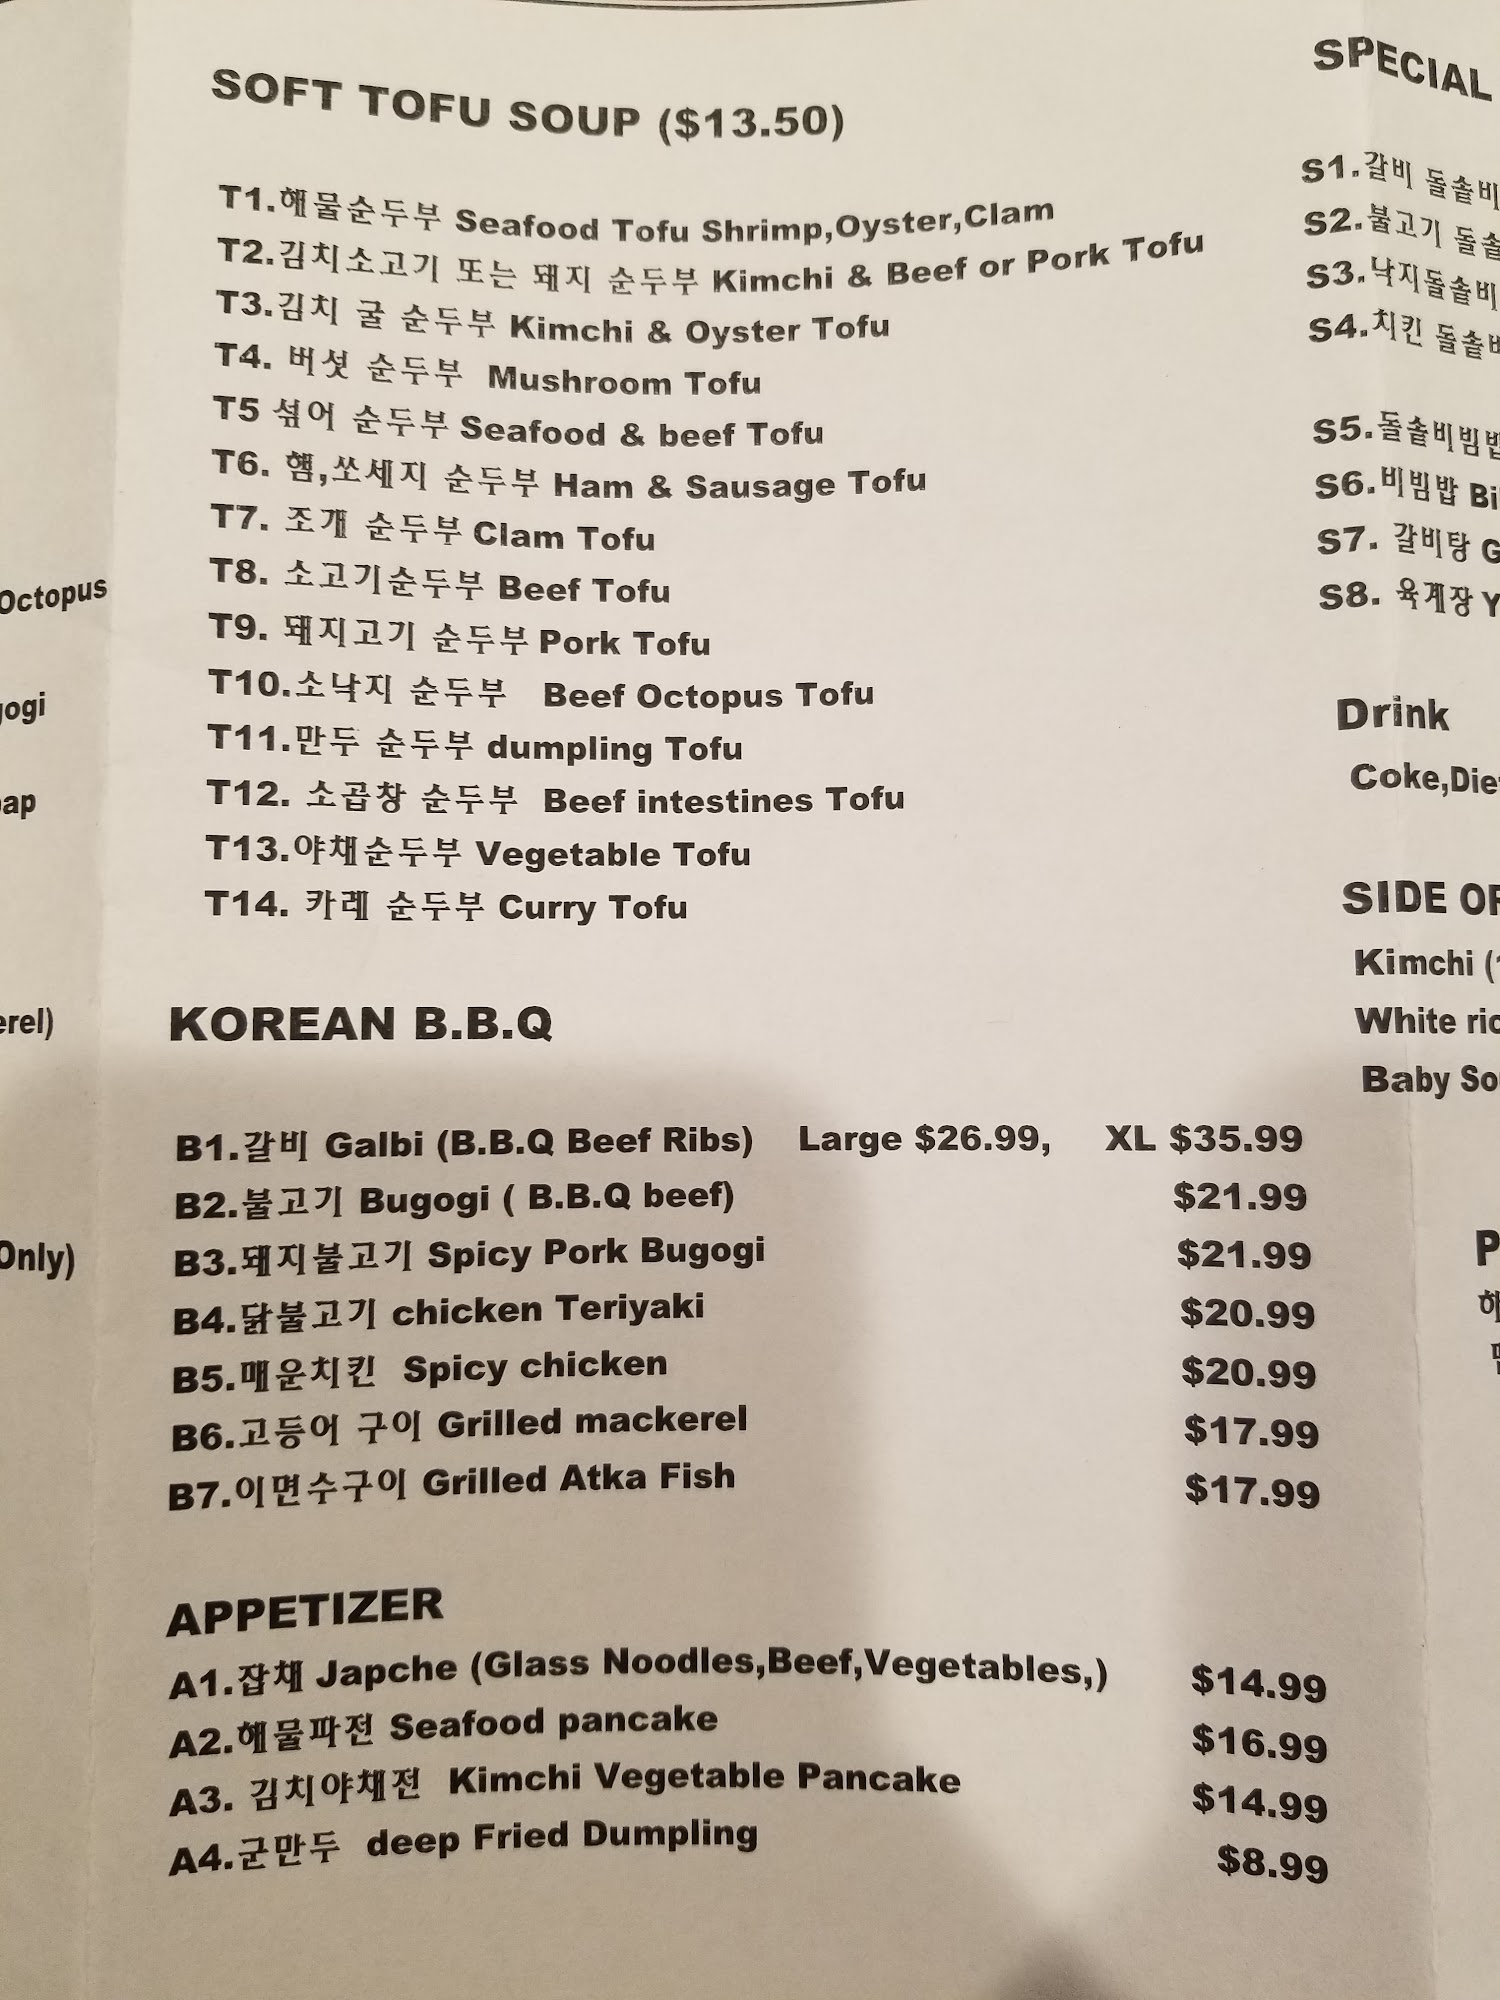 Octopus
SOFT TOFU SOUP ($13.50)
T1.해물순두부 Seafood Tofu Shrimp,Oyster,Clam
T2.김치소고기 또는 돼지 순두부 Kimchi & Beef or Pork Tofu
T3.김치 굴 순두부 Kimchi & Oyster Tofu
T4. 버섯 순두부 Mushroom Tofu
T5 섞어 순두부 Seafood & beef Tofu
T6. 햄,쏘세지 순두부 Ham & Sausage Tofu
T7. 조개 순두부 Clam Tofu
T8. 소고기순두부 Beef Tofu
T9. 돼지고기 순두부 Pork Tofu
T10.소낙지 순두부 Beef Octopus Tofu
T11.만두 순두부 dumpling Tofu
T12. 소곱창 순두부 Beef intestines Tofu
T13.야채순두부 Vegetable Tofu
T14. 카레 순두부 Curry Tofu
KOREAN B.B.Q
B1.갈비 Galbi (B.B.Q Beef Ribs) Large $26.99, XL $35.99
B2.불고기 Bugogi ( B.B.Q beef) $21.99
B3.돼지불고기 Spicy Pork Bugogi $21.99
B4.닭불고기 chicken Teriyaki $20.99
B5.매운치킨 Spicy chicken $20.99
B6.고등어 구이 Grilled mackerel $17.99
B7.이면수구이 Grilled Atka Fish $17.99
APPETIZER
A1.잡채 Japche (Glass Noodles,Beef,Vegetables,) $14.99
A2.해물파전 Seafood pancake $16.99
A3. 김치야채전 Kimchi Vegetable Pancake $14.99
A4.군만두 deep Fried Dumpling $8.99
Only)
SPECIAL
S1.갈비 돌솥비
S2.불고기 돌솥
S3.낙지돌솥비
S4.치킨 돌솥
S5.돌솥비빔밥
S6.비빔밥
S7. 갈비탕
S8. 육계장
Drink
Coke,Die
SIDE
Kimchi
White
Baby